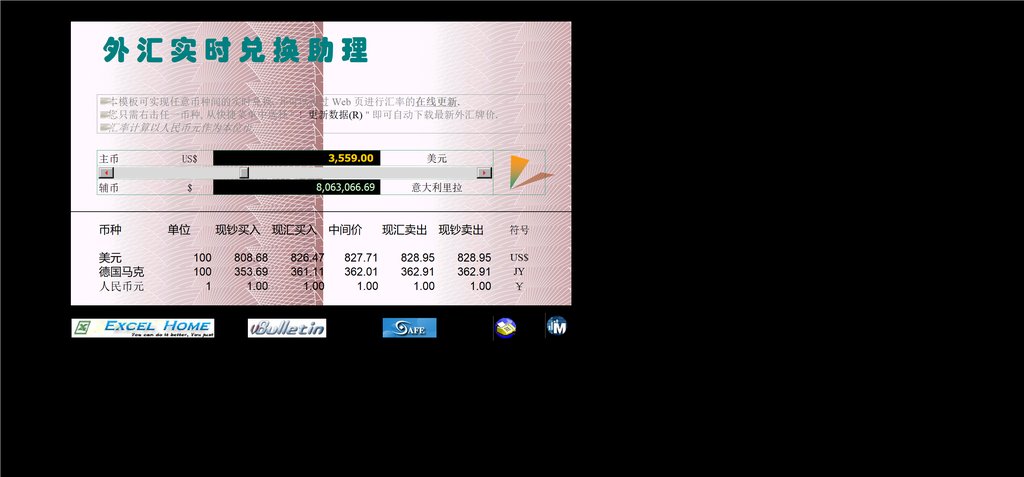 外汇实时兑换助理
本模板可实现任意币种间的实时兑换,并可通过 Web 页进行汇率的在线更新.
您只需右击任一币种, 从快捷菜单中选择 " ! 更新数据(R) " 即可自动下载最新外汇牌价.
汇率计算以人民币元作为本位币.
主币 US$ 3,559.00 美元
辅币 $ 8,063,066.69 意大利里拉
币种 单位 现钞买入 现汇买入 中间价 现汇卖出 现钞卖出 符号
美元 100 808.68 826.47 827.71 828.95 828.95 US$
德国马克 100 353.69 361.11 362.01 362.91 362.91 JY
人民币元 1 1.00 1.00 1.00 1.00 1.00 ¥
EXCEL HOME
You can do it better, You just
vBulletin
SAFE
M